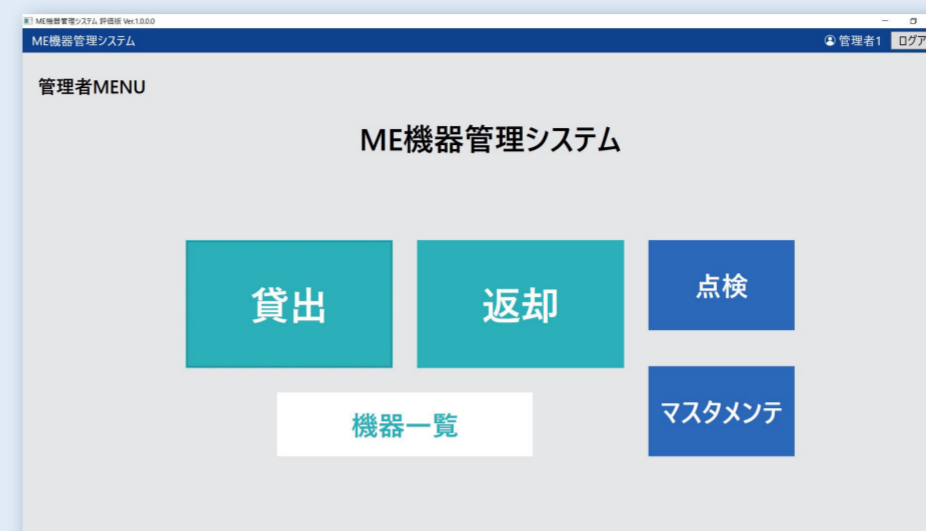 ME機器管理システム 評価版 Ver.1.0.0.0
ME機器管理システム
管理者1
ログア
管理者MENU
ME機器管理システム
貸出
返却
点検
機器一覧
マスタメンテ